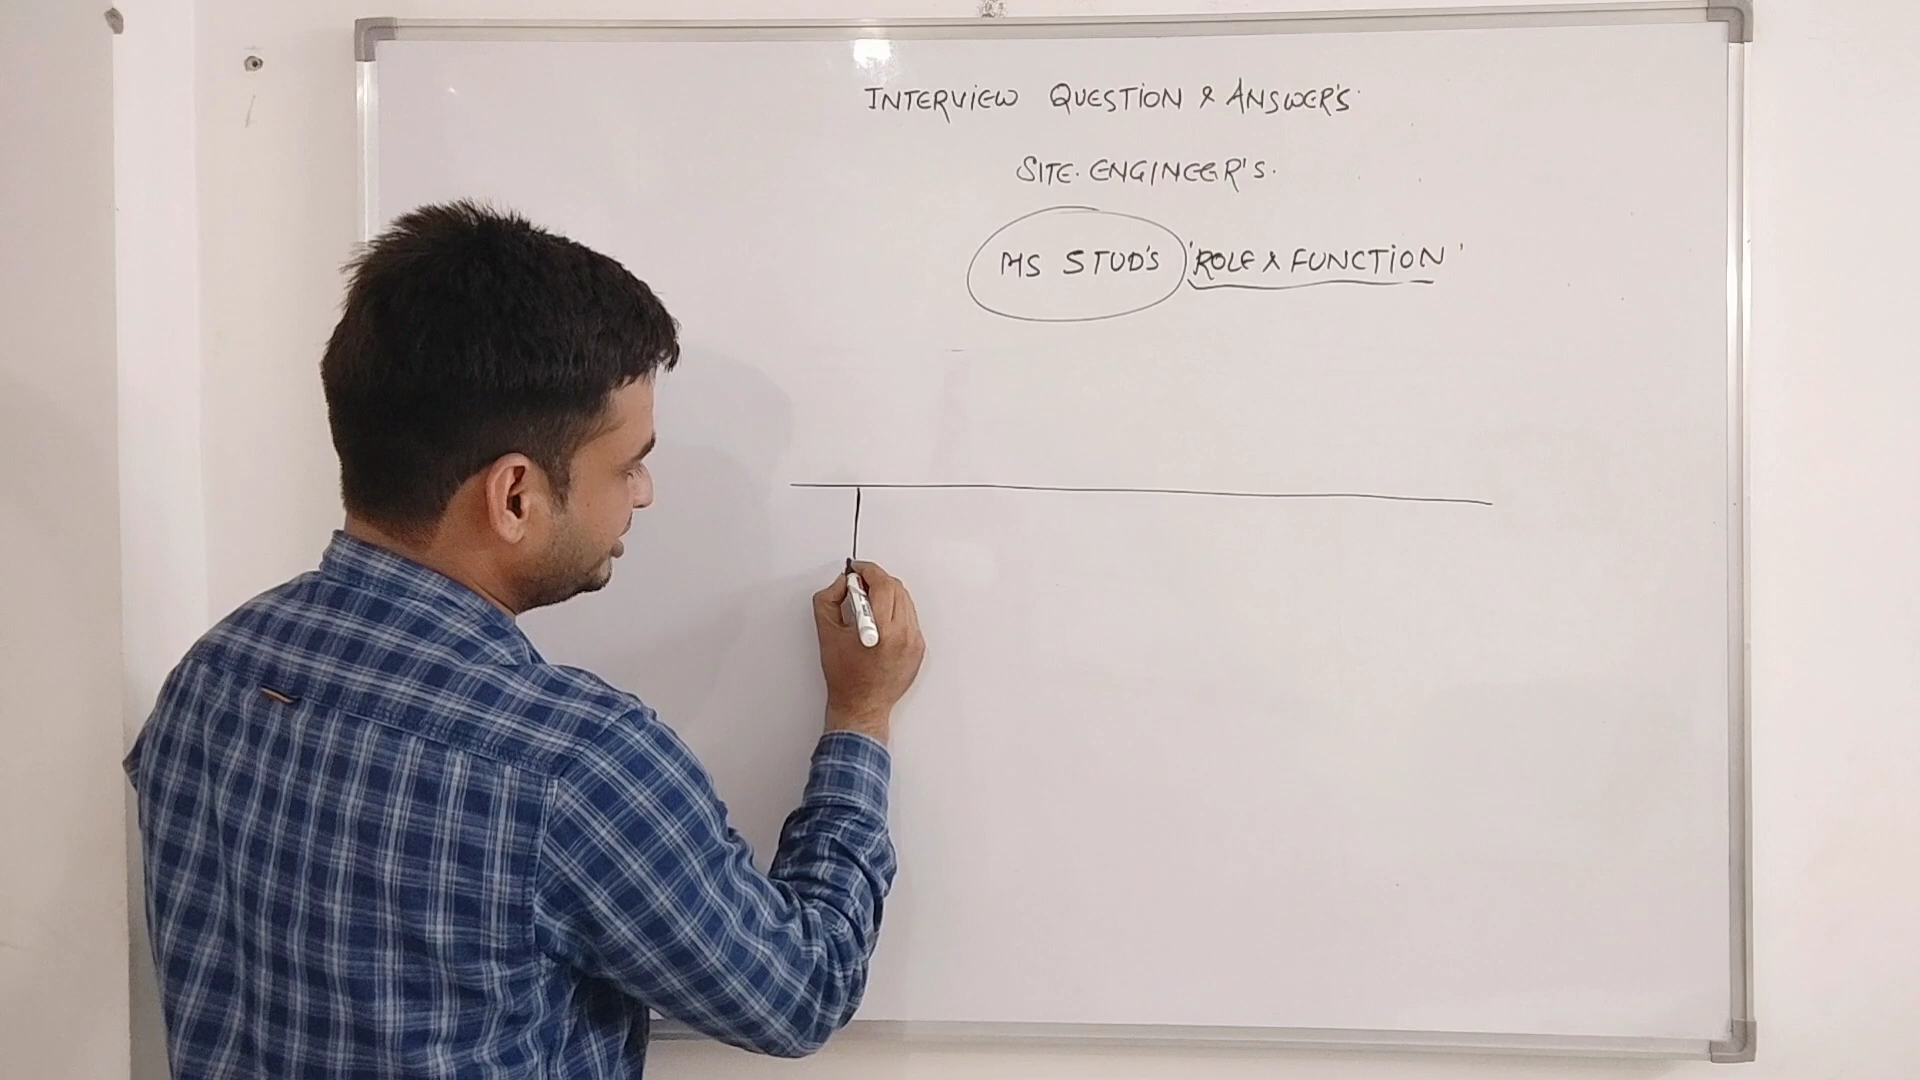 INTERVIEW QUESTION & ANSWER'S.
SITE. ENGINEER'S.
MS STUD'S 'ROLE & FUNCTION'